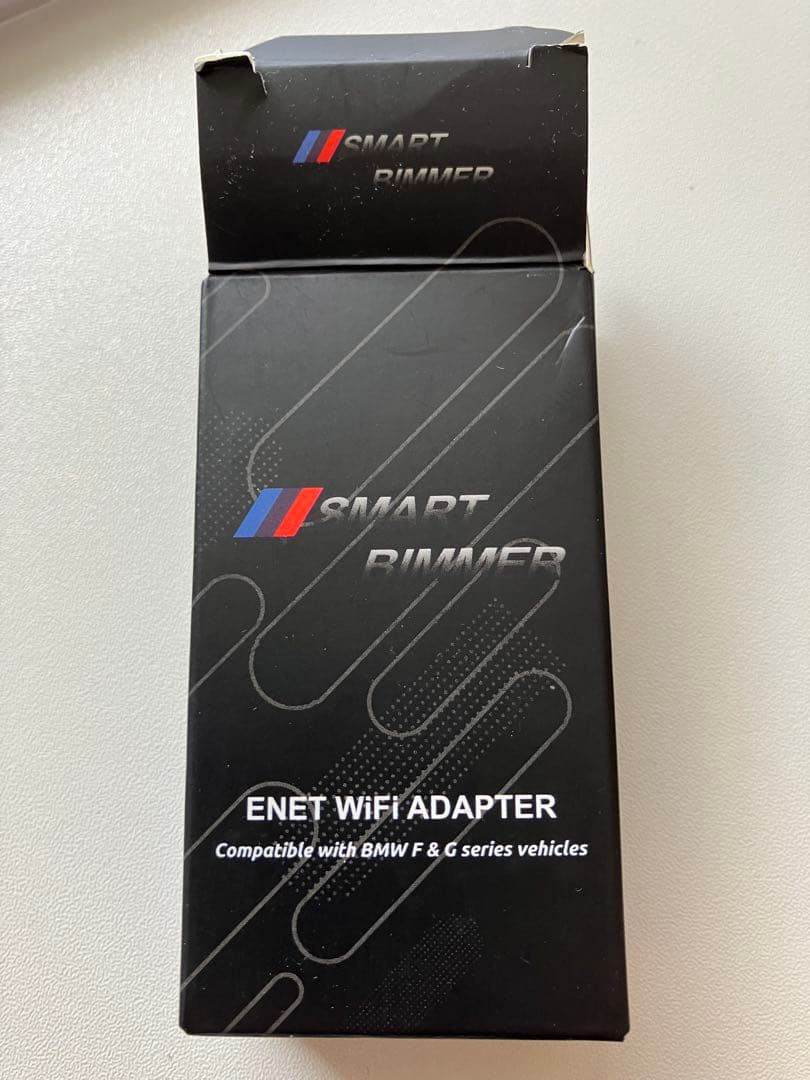 SMART
BIMMER
SMART
BIMMER
ENET WiFi ADAPTER
Compatible with BMW F & G series vehicles